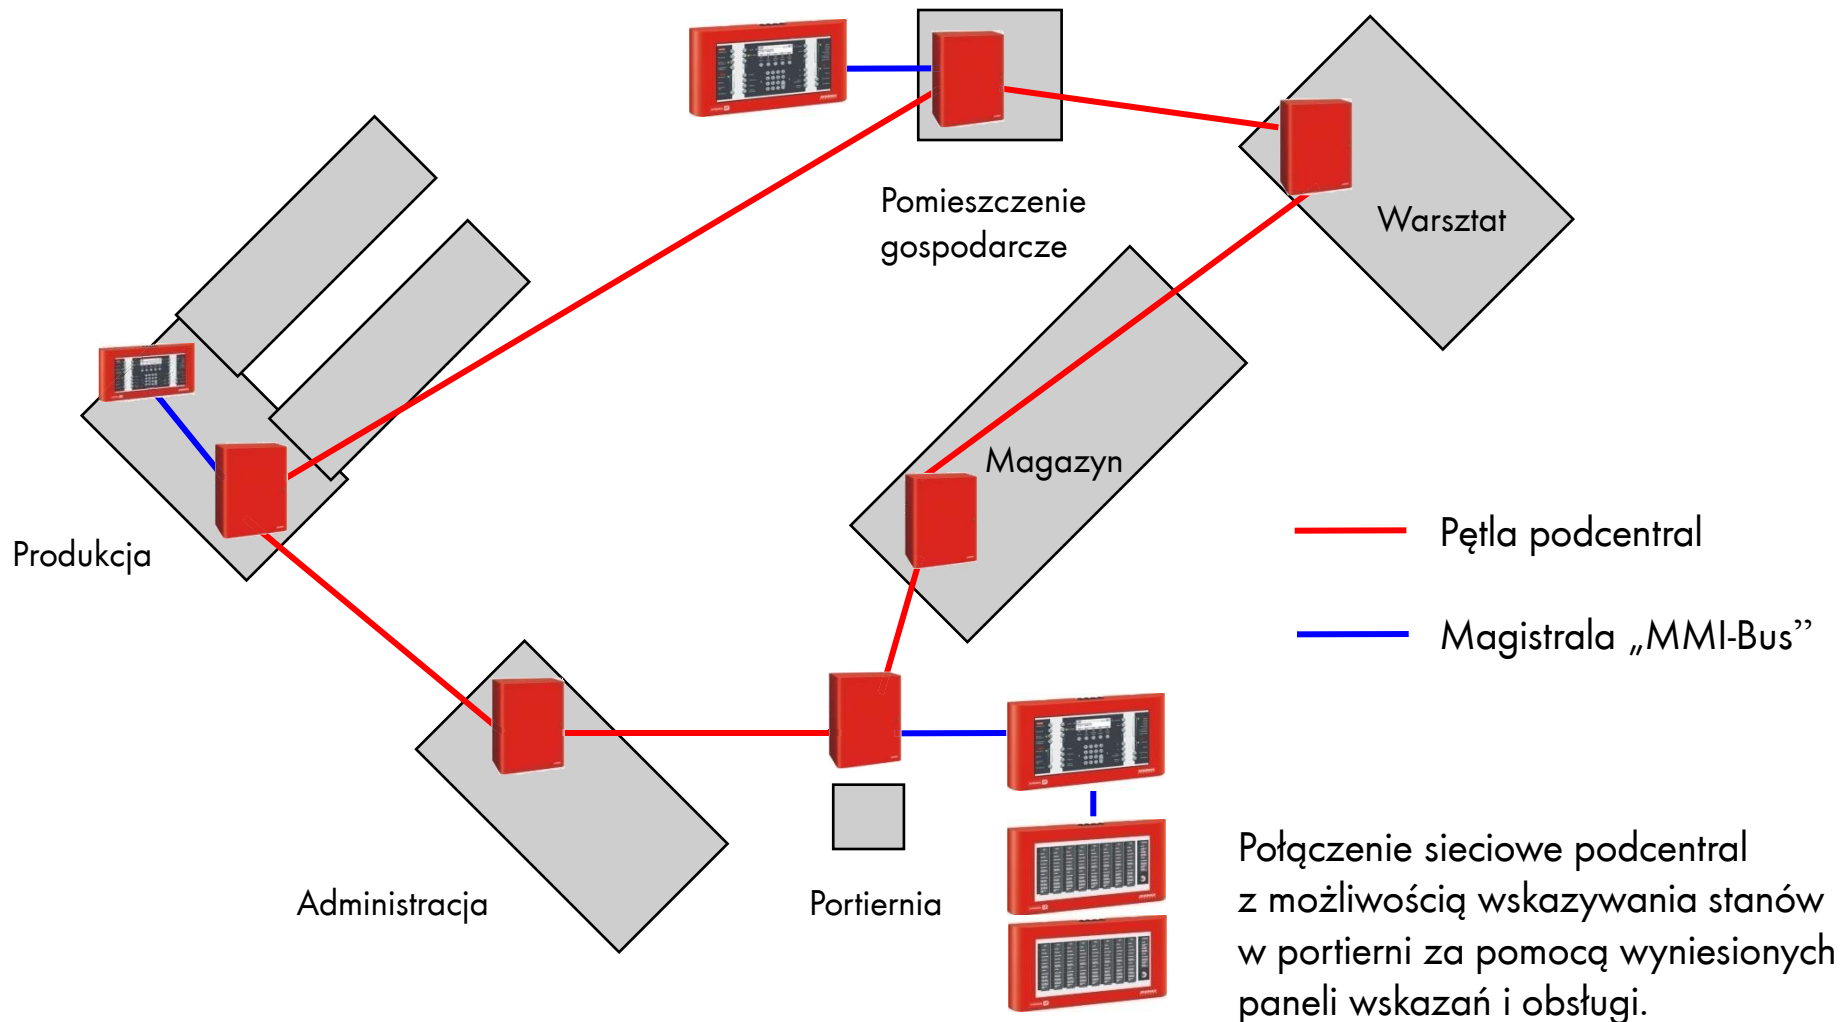 Pomieszczenie
gospodarcze
Warsztat
Magazyn
Produkcja
Pętla podcentral
Magistrala „MMI-Bus”
Administracja
Portiernia
Połączenie sieciowe podcentral
z możliwością wskazywania stanów
w portierni za pomocą wyniesionych
paneli wskazań i obsługi.